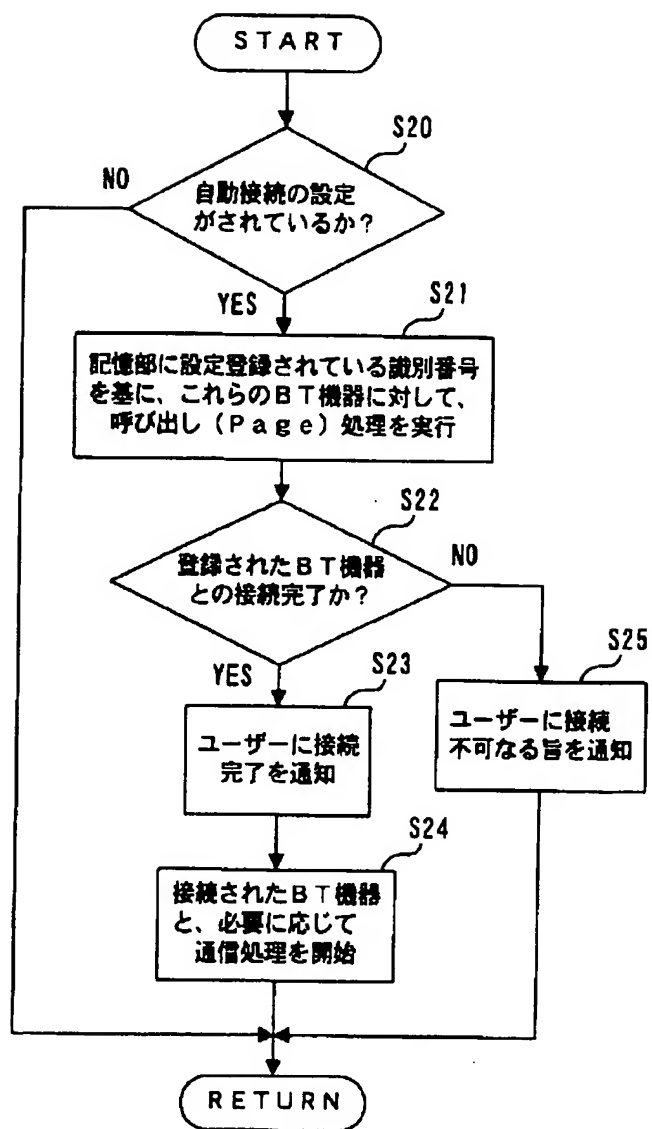 START
S20
NO
自動接続の設定
がされているか？
YES
S21
記憶部に設定登録されている識別番号
を基に、これらのＢＴ機器に対して、
呼び出し（Ｐａｇｅ）処理を実行
S22
登録されたＢＴ機器
との接続完了か？
NO
YES
S23
S25
ユーザーに接続
完了を通知
ユーザーに接続
不可なる旨を通知
S24
接続されたＢＴ機器
と、必要に応じて
通信処理を開始
RETURN